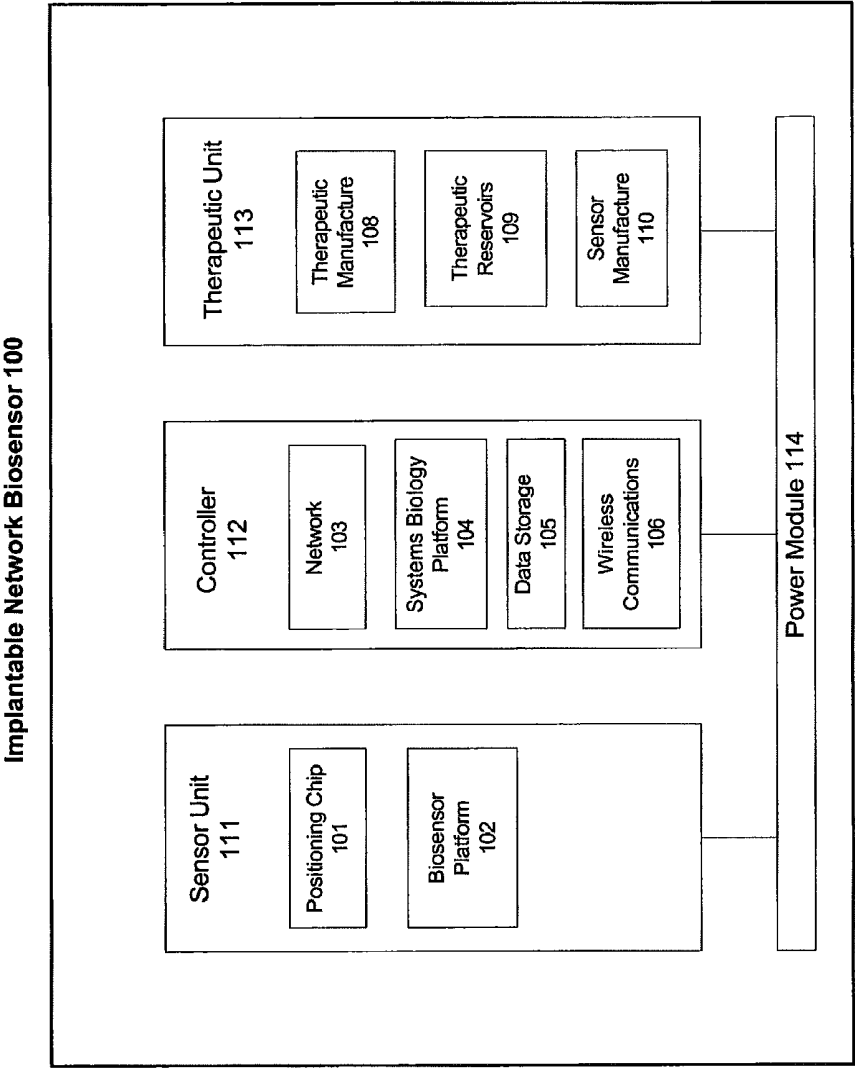 Implantable Network Biosensor 100
Sensor Unit
111
Positioning Chip
101
Biosensor
Platform
102
Controller
112
Network
103
Systems Biology
Platform
104
Data Storage
105
Wireless
Communications
106
Therapeutic Unit
113
Therapeutic
Manufacture
108
Therapeutic
Reservoirs
109
Sensor
Manufacture
110
Power Module 114